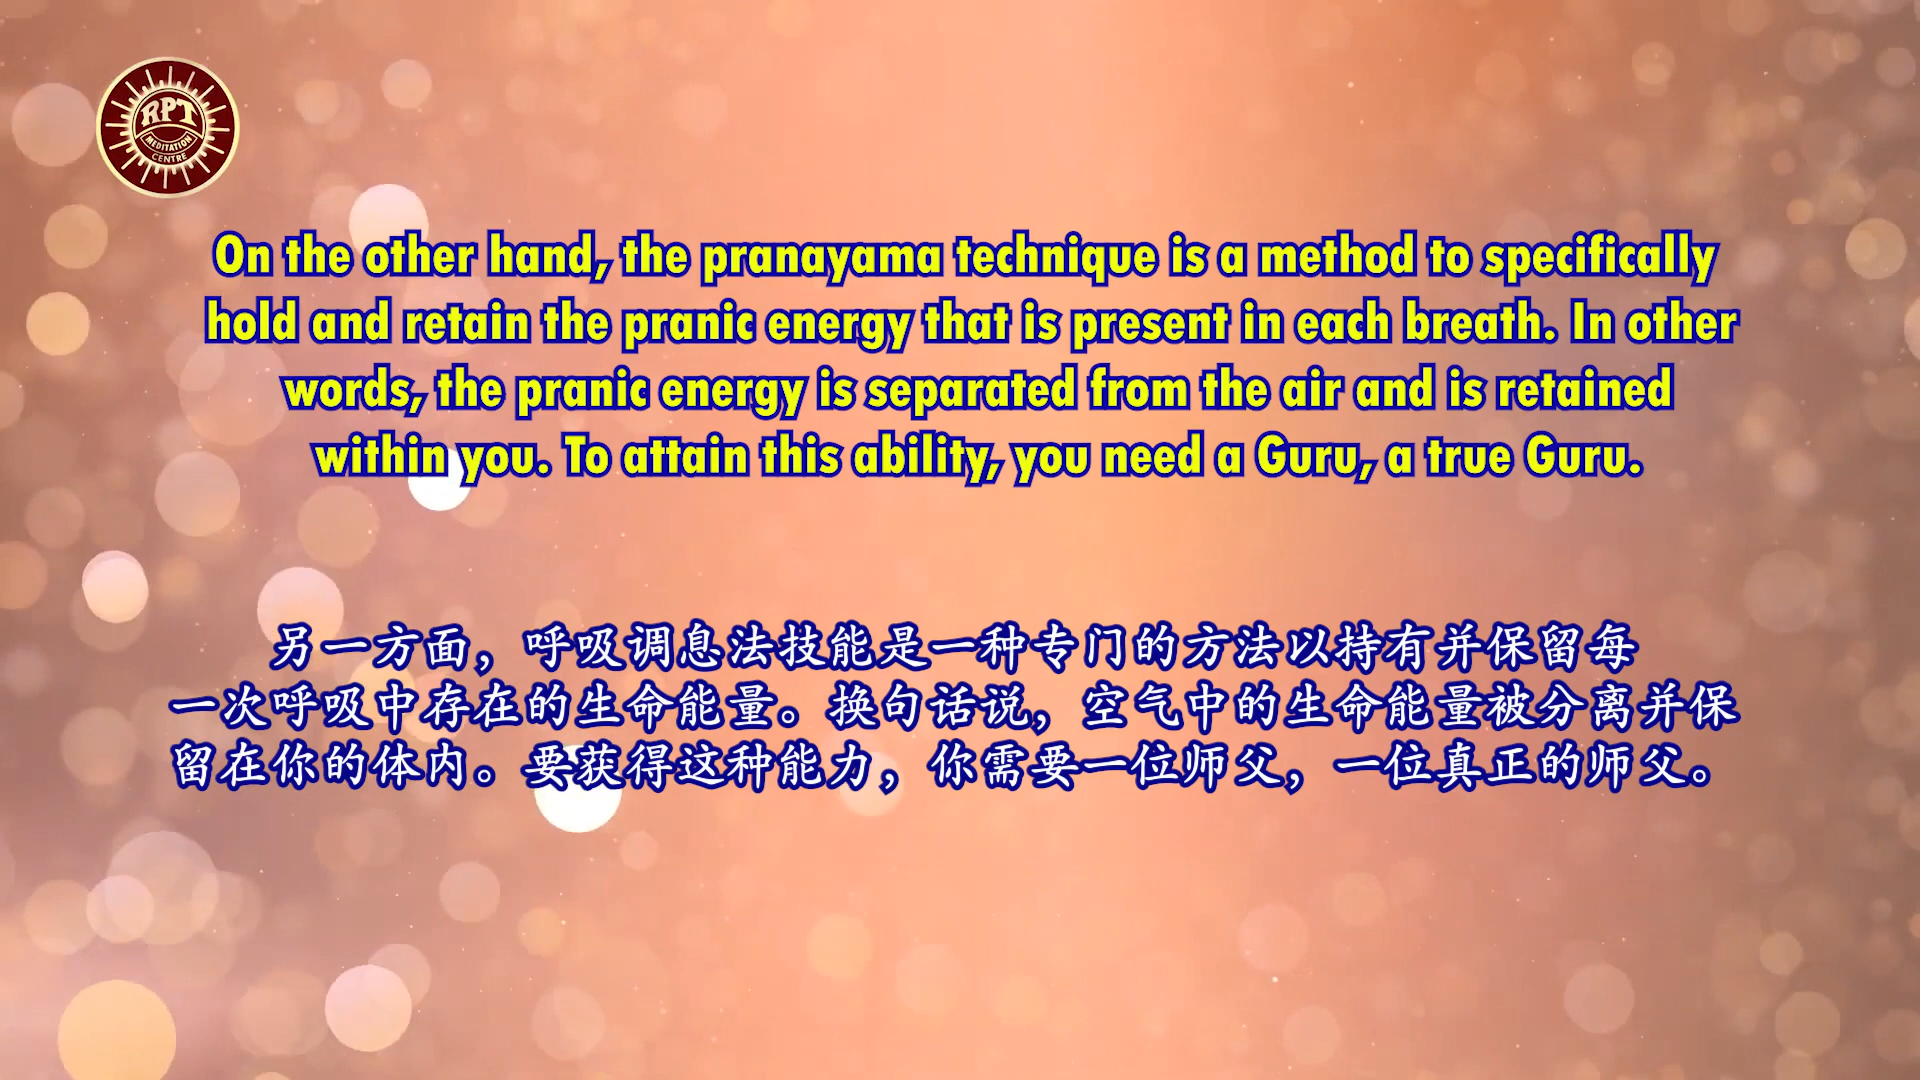 RPT
MEDITATION
CENTRE
On the other hand, the pranayama technique is a method to specifically
hold and retain the pranic energy that is present in each breath. In other
words, the pranic energy is separated from the air and is retained
within you. To attain this ability, you need a Guru, a true Guru.
另一方面，呼吸调息法技能是一种专门的方法以持有并保留每
一次呼吸中存在的生命能量。换句话说，空气中的生命能量被分离并保
留在你的体内。要获得这种能力，你需要一位师父，一位真正的师父。